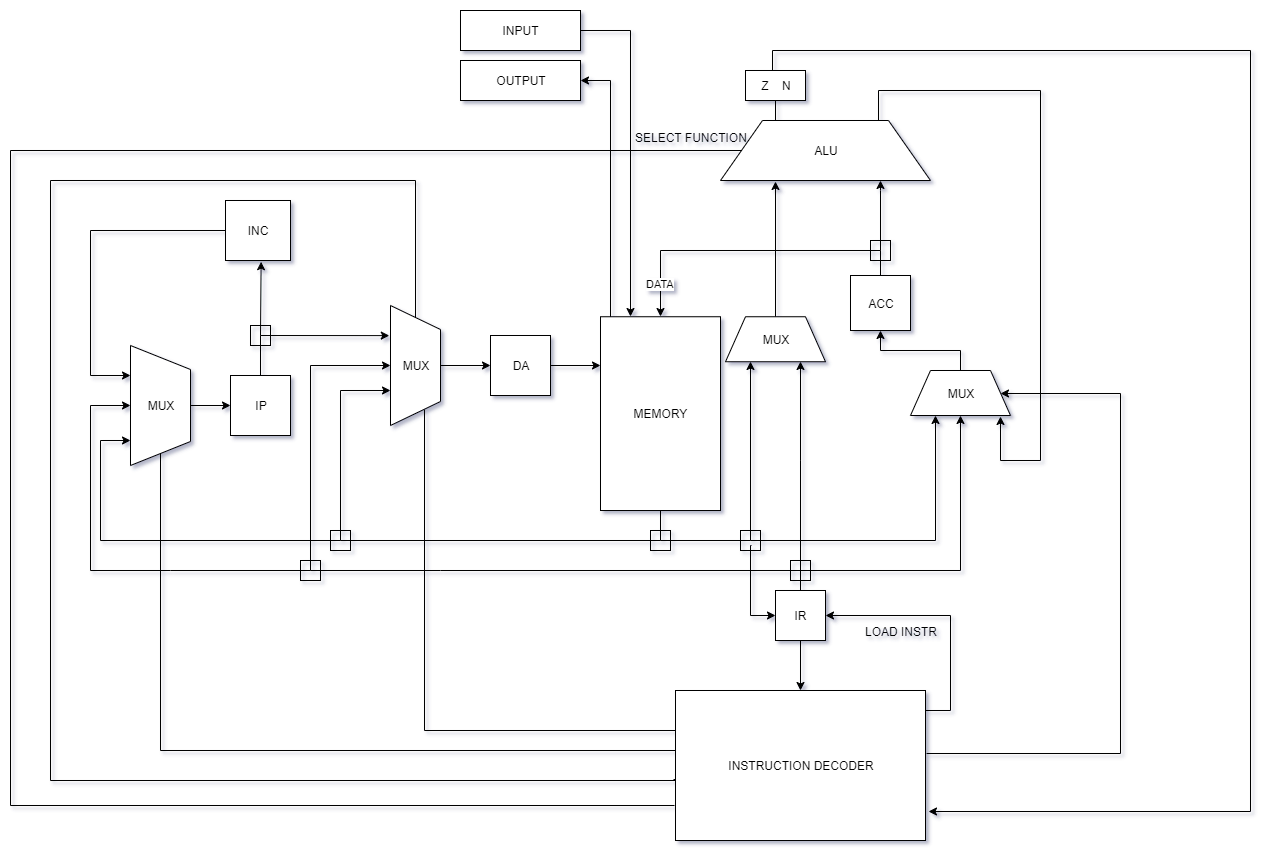 INPUT
OUTPUT
Z N
SELECT FUNCTION
ALU
INC
DATA
ACC
MUX
MUX
DA
MUX
MUX
IP
MEMORY
IR
LOAD INSTR
INSTRUCTION DECODER